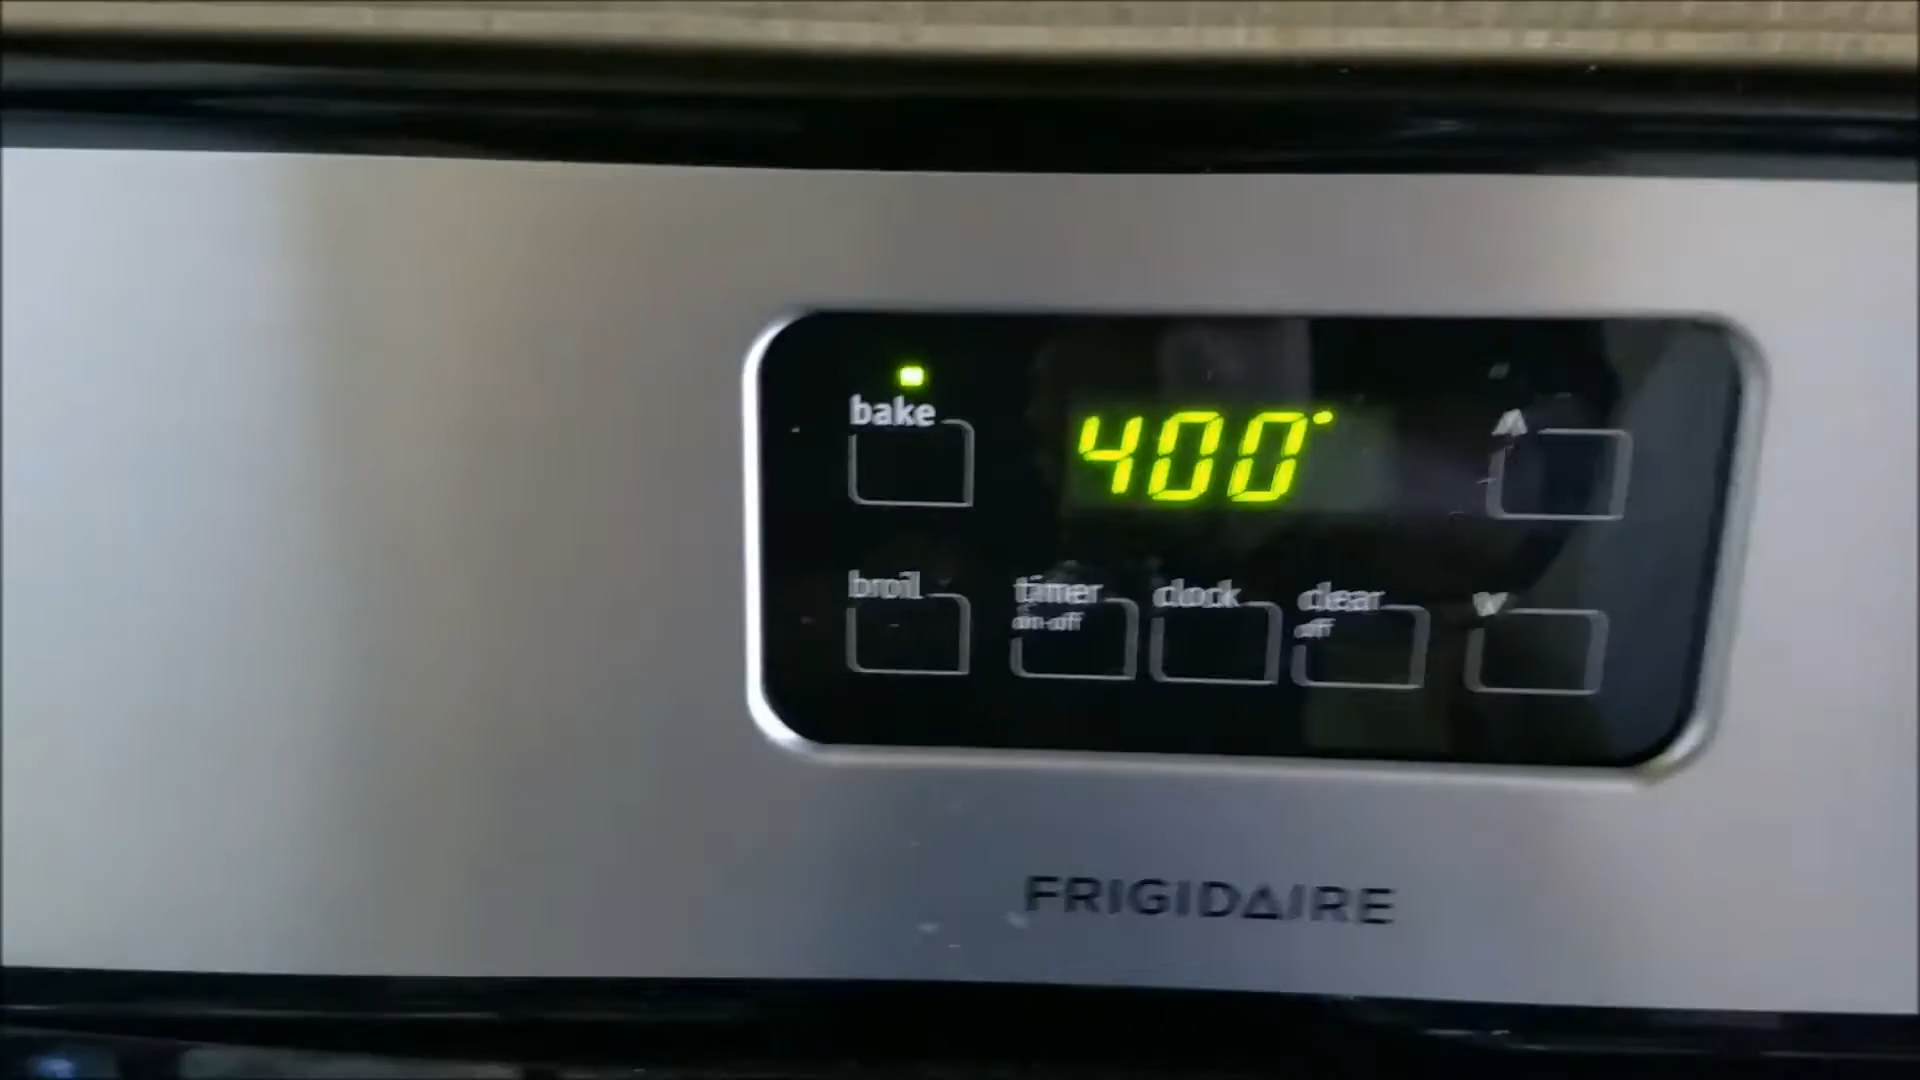 bake
400°
broil
timer
on-off
clock
clear
off
FRIGIDAIRE